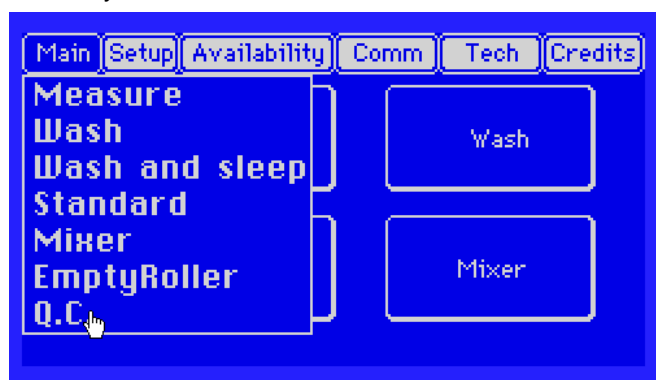 Main Setup Availability Comm Tech Credits
Measure
Wash
Wash and sleep
Standard
Mixer
EmptyRoller
Q.C.
Wash
Mixer